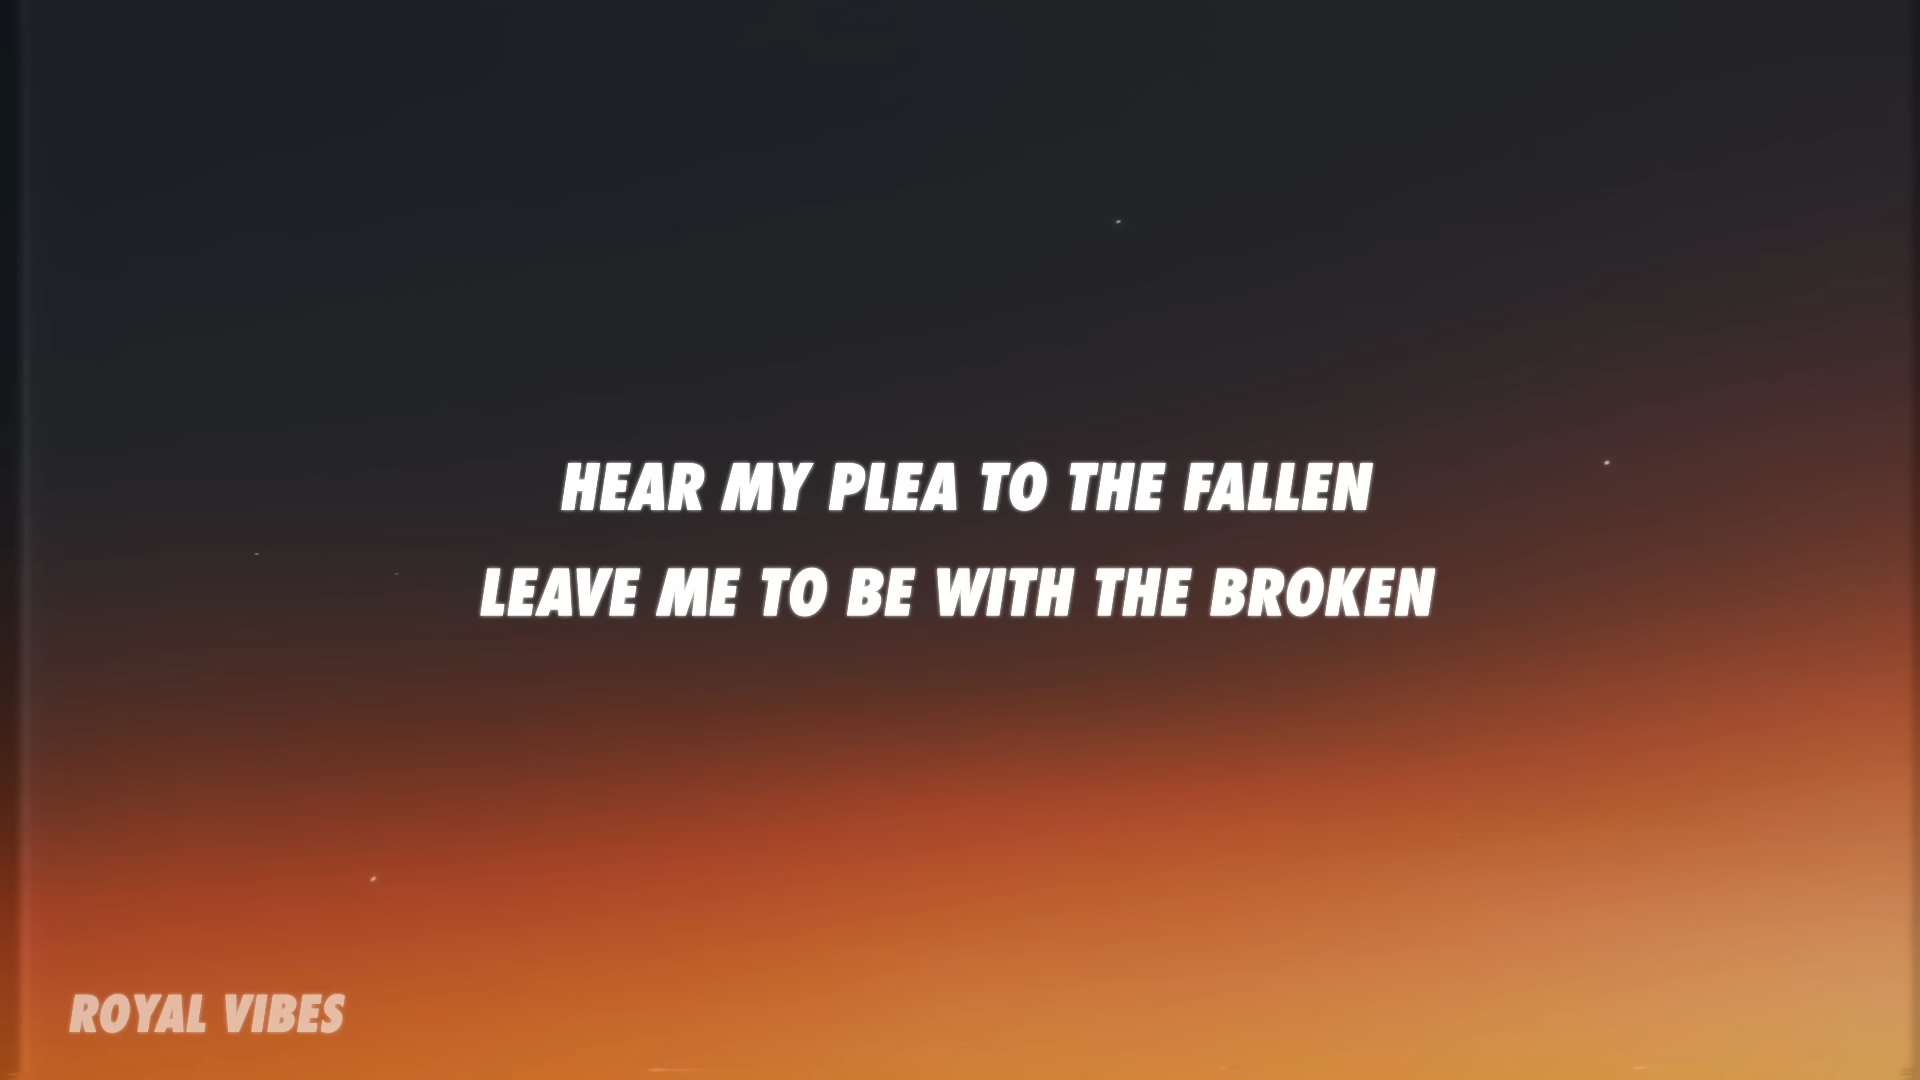 HEAR MY PLEA TO THE FALLEN
LEAVE ME TO BE WITH THE BROKEN
ROYAL VIBES